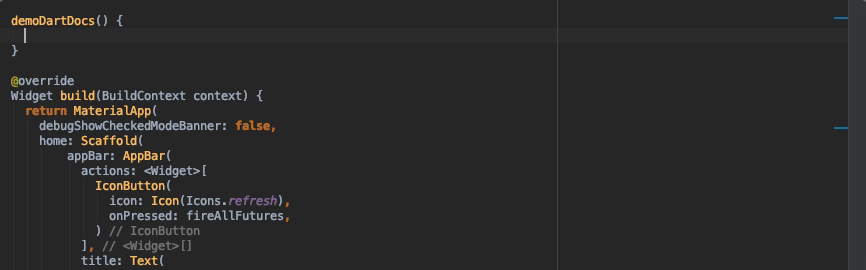 demoDartDocs() {
}
@override
Widget build(BuildContext context) {
return MaterialApp(
debugShowCheckedModeBanner: false,
home: Scaffold(
appBar: AppBar(
actions: <Widget>[
IconButton(
icon: Icon(Icons.refresh),
onPressed: fireAllFutures,
) // IconButton
], // <Widget>[]
title: Text(